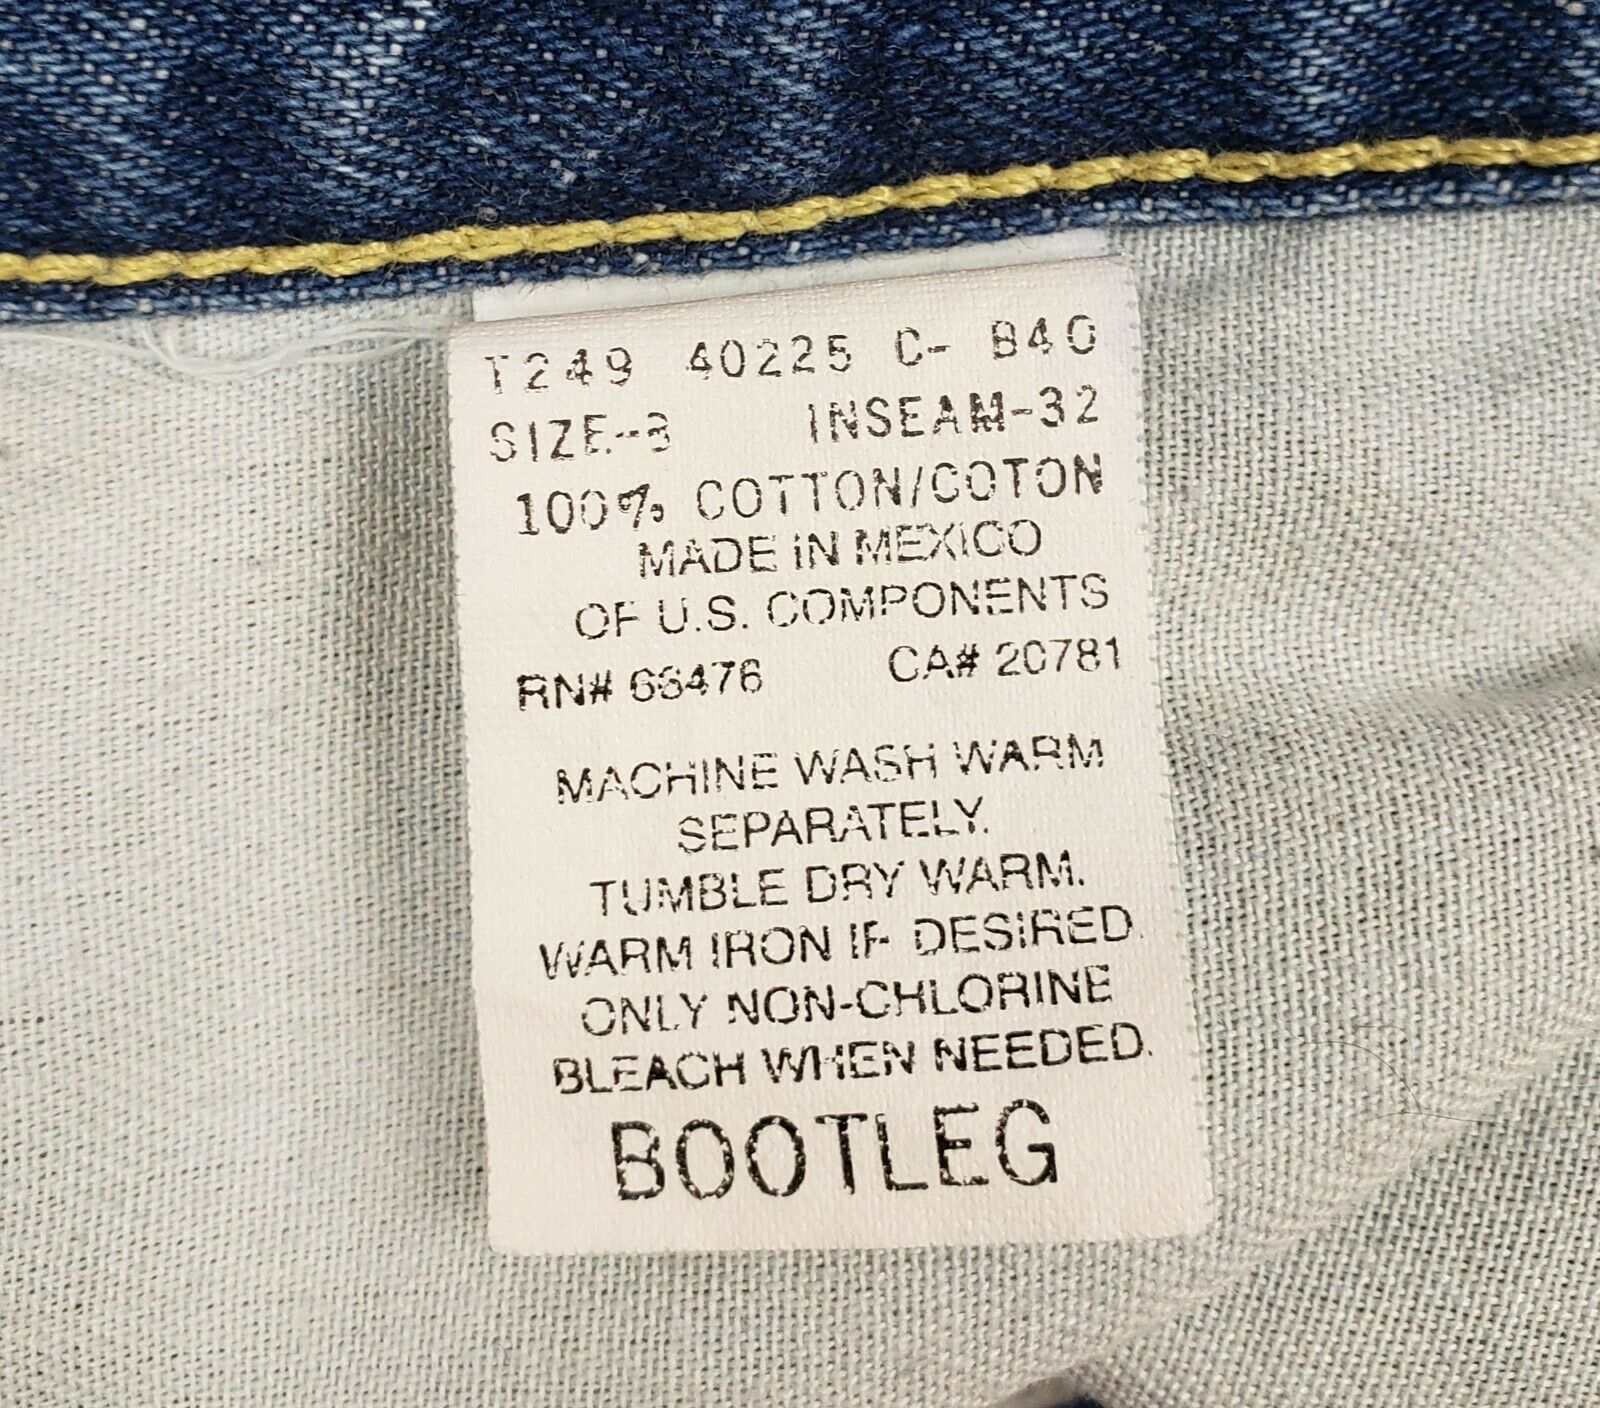 T249 40225 C- B40
SIZE-3 INSEAM-32
100% COTTON/COTON
MADE IN MEXICO
OF U.S. COMPONENTS
RN# 66476 CA# 20781
MACHINE WASH WARM
SEPARATELY.
TUMBLE DRY WARM.
WARM IRON IF DESIRED.
ONLY NON-CHLORINE
BLEACH WHEN NEEDED.
BOOTLEG